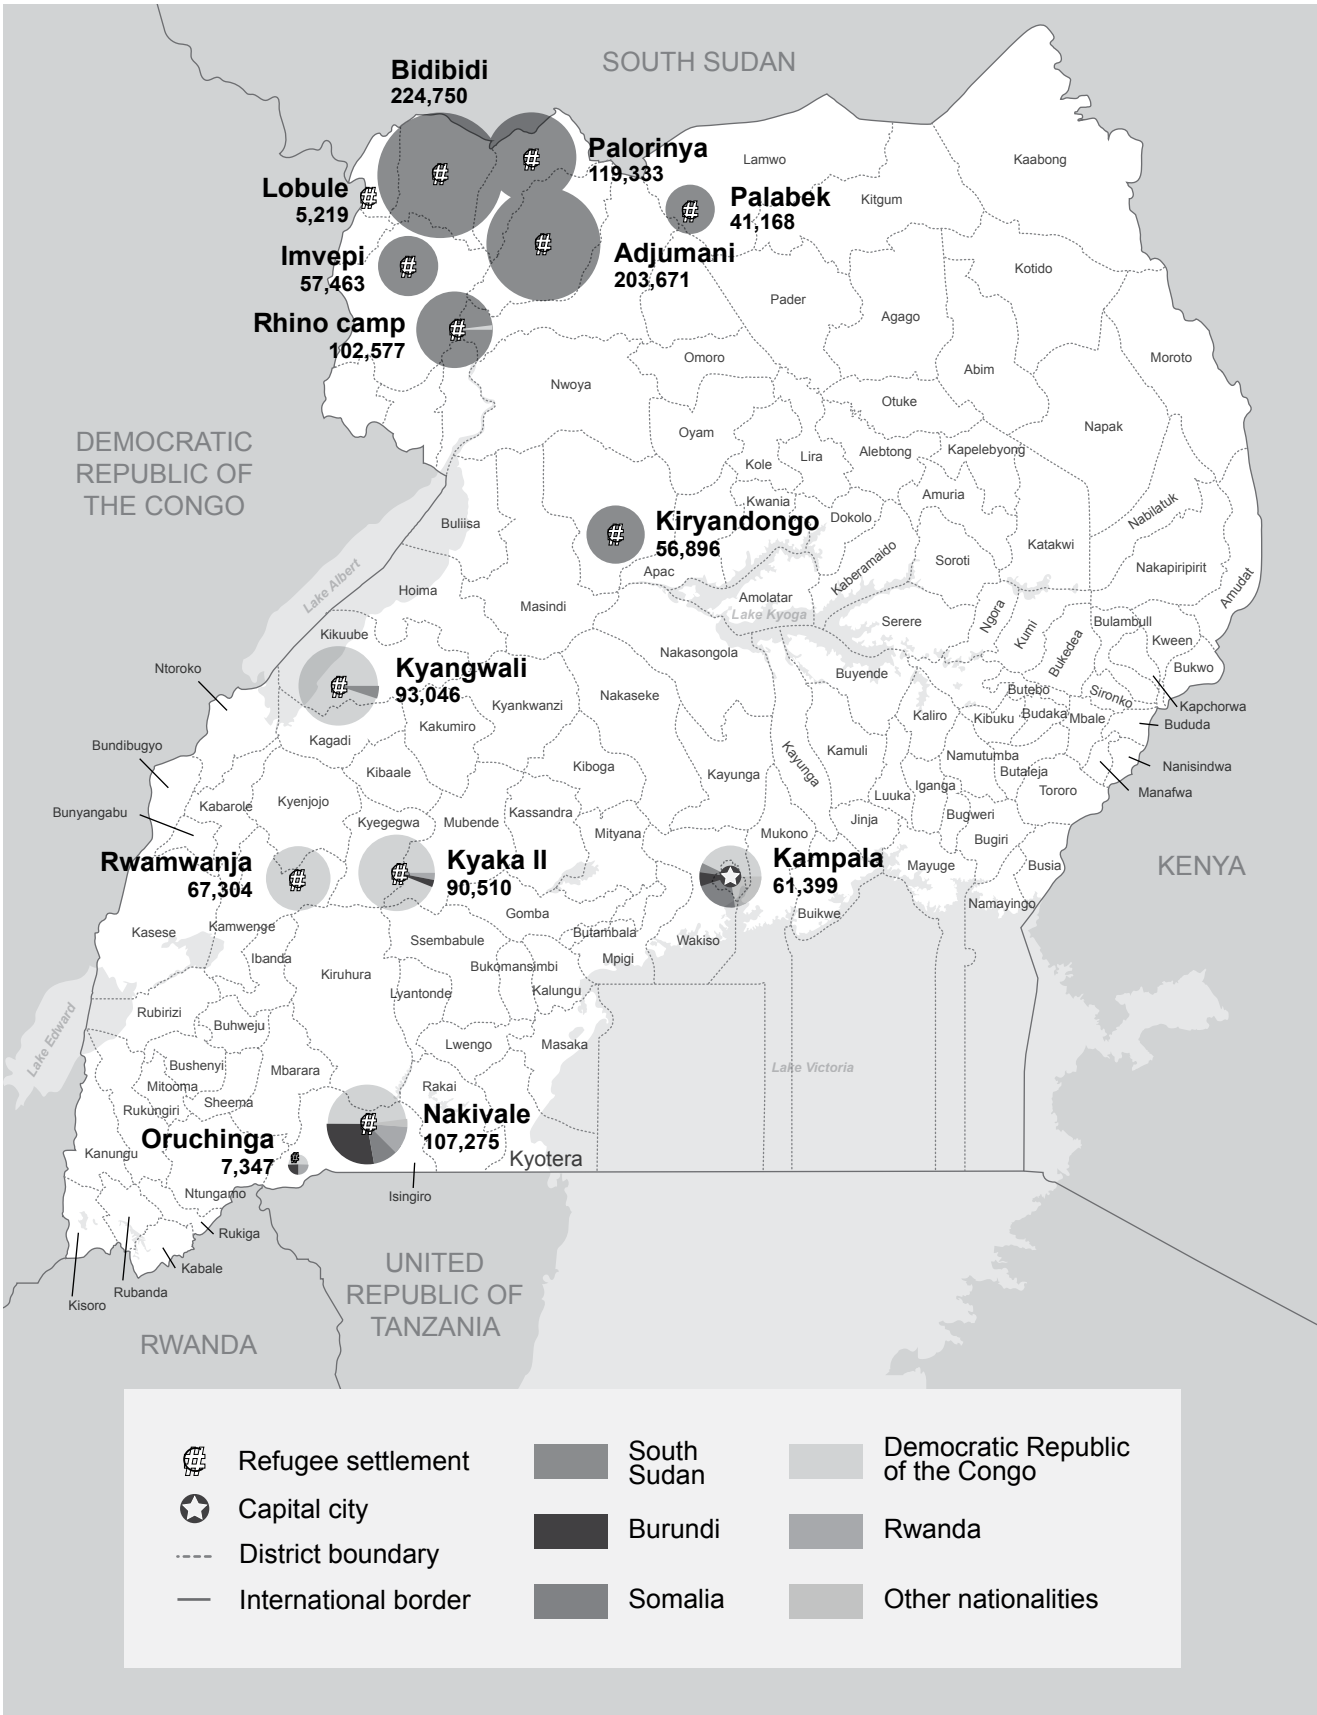 SOUTH SUDAN
Bidibidi
224,750
Palorinya
119,333
Lamwo
Kaabong
Lobule
5,219
Palabek
41,168
Kitgum
Imvepi
57,463
Adjumani
203,671
Kotido
Pader
Agago
Rhino camp
102,577
Omoro
Moroto
Abim
Nwoya
Otuke
DEMOCRATIC
REPUBLIC OF
THE CONGO
Oyam
Napak
Kole
Lira
Alebtong
Kapelebyong
Kwania
Amuria
Nabilatuk
Buliisa
Kiryandongo
56,896
Dokolo
Katakwi
Soroti
Kaberamaido
Nakapiripirit
Amudat
Lake Albert
Apac
Hoima
Masindi
Amolatar
Lake Kyoga
Serere
Ngora
Kumi
Bukedea
Bulambull
Kween
Bukwo
Kikuube
Nakasongola
Buyende
Ntoroko
Kyangwali
93,046
Nakaseke
Butebo
Sironko
Kapchorwa
Kyankwanzi
Kaliro
Kibuku
Budaka
Mbale
Bududa
Kakumiro
Bundibugyo
Kagadi
Kamuli
Namutumba
Kayunga
Kayunga
Kibaale
Kiboga
Butaleja
Nanisindwa
Iganga
Tororo
Manafwa
Luuka
Bunyangabu
Kabarole
Kyenjojo
Kyegegwa
Mubende
Kassandra
Mityana
Jinja
Bugweri
Mukono
Bugiri
Rwamwanja
67,304
Kyaka II
90,510
Kampala
61,399
Mayuge
Busia
KENYA
Namayingo
Gomba
Buikwe
Kasese
Kamwenge
Ssembabule
Butambala
Wakiso
Ibanda
Kiruhura
Bukomansimbi
Mpigi
Lyantonde
Kalungu
Lake Edward
Rubirizi
Buhweju
Lwengo
Masaka
Bushenyi
Mbarara
Lake Victoria
Mitooma
Rakai
Rukungiri
Sheema
Nakivale
107,275
Oruchinga
7,347
Kanungu
Kyotera
Ntungamo
Isingiro
Rukiga
Kabale
Rubanda
Kisoro
UNITED
REPUBLIC OF
TANZANIA
RWANDA
Refugee settlement
Capital city
District boundary
International border
South
Sudan
Burundi
Somalia
Democratic Republic
of the Congo
Rwanda
Other nationalities